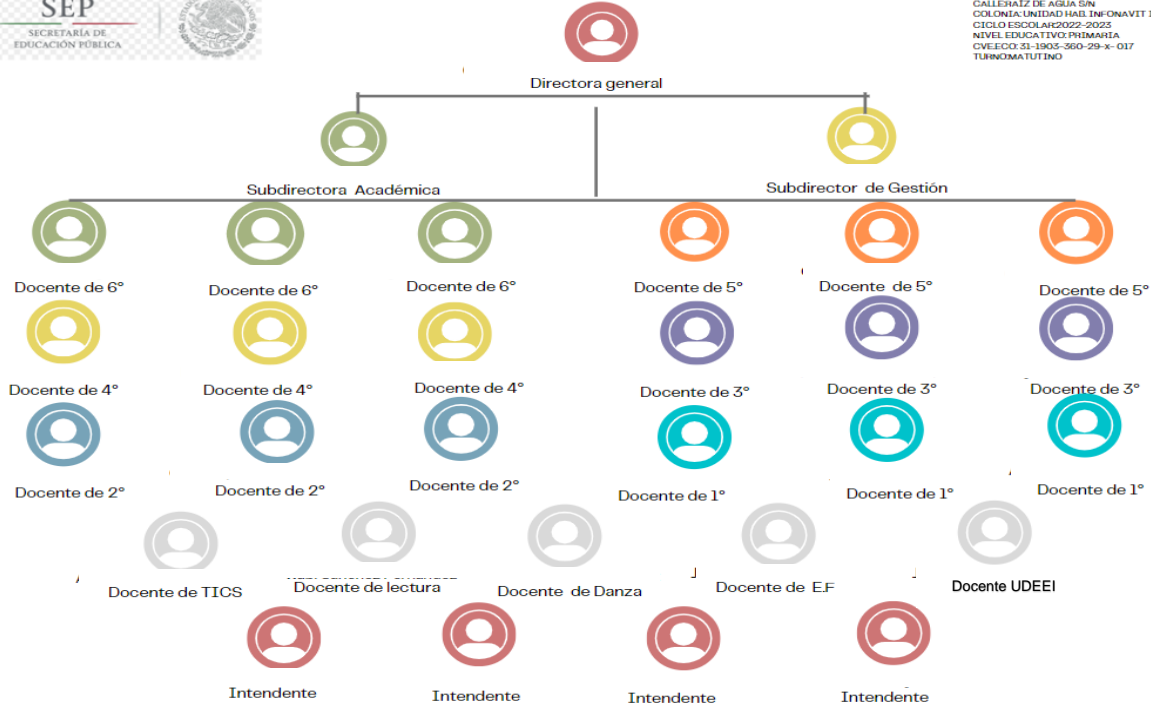 SEP
SECRETARÍA DE
EDUCACIÓN PÚBLICA
CALLE:RAÍZ DE AGUA S/N
COLONIA: UNIDAD HAB. INFONAVIT
CICLO ESCOLAR:2022-2023
NIVEL EDUCATIVO: PRIMARIA
CVE.ECO: 31-1903-360-29-X-017
TURNO:MATUTINO
Directora general
Subdirectora Académica
Subdirector de Gestión
Docente de 6°
Docente de 6°
Docente de 6°
Docente de 5°
Docente de 5°
Docente de 5°
Docente de 4°
Docente de 4°
Docente de 4°
Docente de 3°
Docente de 3°
Docente de 3°
Docente de 2°
Docente de 2°
Docente de 2°
Docente de 1°
Docente de 1°
Docente de 1°
Docente de TICS
Docente de lectura
Docente de Danza
Docente de E.F
Docente UDEEI
Intendente
Intendente
Intendente
Intendente